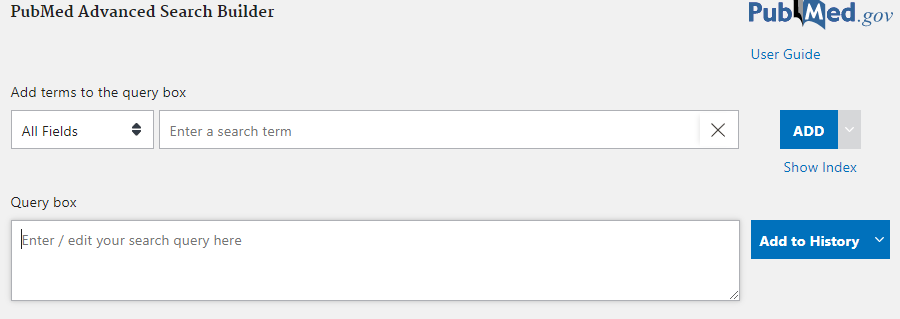 PubMed Advanced Search Builder
PubMed.gov
User Guide
Add terms to the query box
All Fields
Enter a search term
ADD
Show Index
Query box
Enter / edit your search query here
Add to History